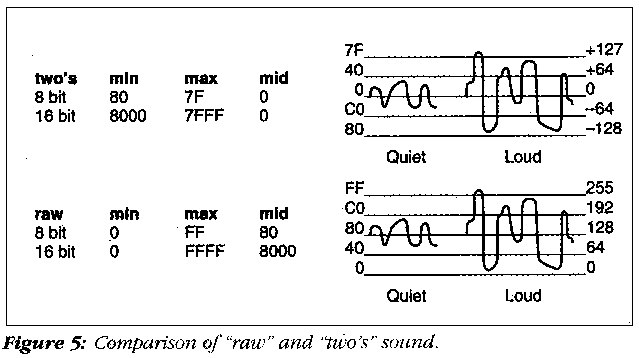 two's min max mid
8 bit 80 7F 0
16 bit 8000 7FFF 0
7F +127
40 +64
0 0
C0 -64
80 -128
Quiet Loud
raw min max mid
8 bit 0 FF 80
16 bit 0 FFFF 8000
FF 255
C0 192
80 128
40 64
0 0
Quiet Loud
Figure 5: Comparison of "raw" and "two's" sound.